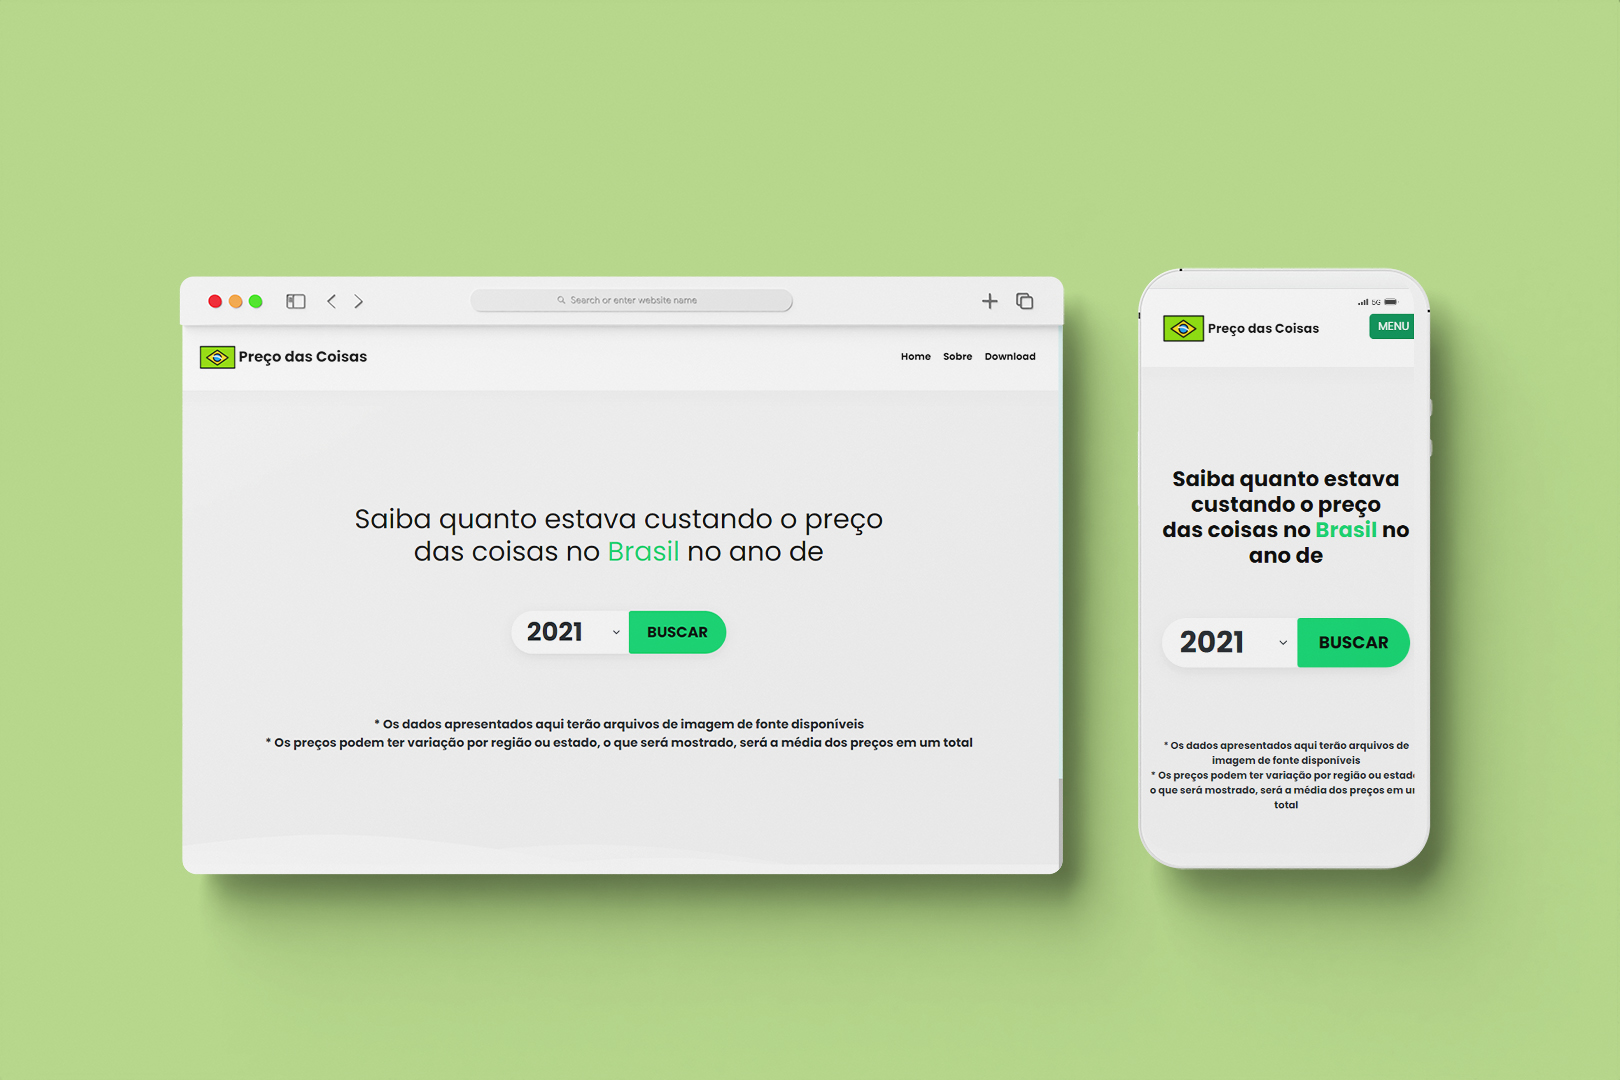 Search or enter website name
Preço das Coisas
Home Sobre Download
Saiba quanto estava custando o preço
das coisas no Brasil no ano de
2021 BUSCAR
* Os dados apresentados aqui terão arquivos de imagem de fonte disponíveis
* Os preços podem ter variação por região ou estado, o que será mostrado, será a média dos preços em um total
5G
Preço das Coisas MENU
Saiba quanto estava
custando o preço
das coisas no Brasil no
ano de
2021 BUSCAR
* Os dados apresentados aqui terão arquivos de
imagem de fonte disponíveis
* Os preços podem ter variação por região ou
o que será mostrado, será a média dos preços em
total